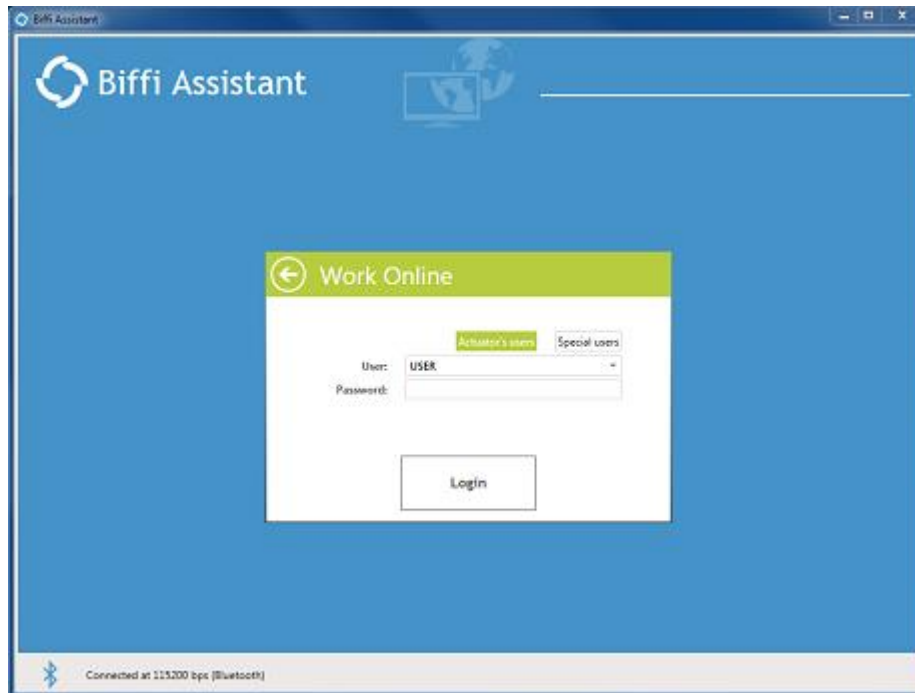 Biffi Assistant
Biffi Assistant
Work Online
Actuator's users Special users
User: USER
Password:
Login
Connected at 115200 bps (Bluetooth)